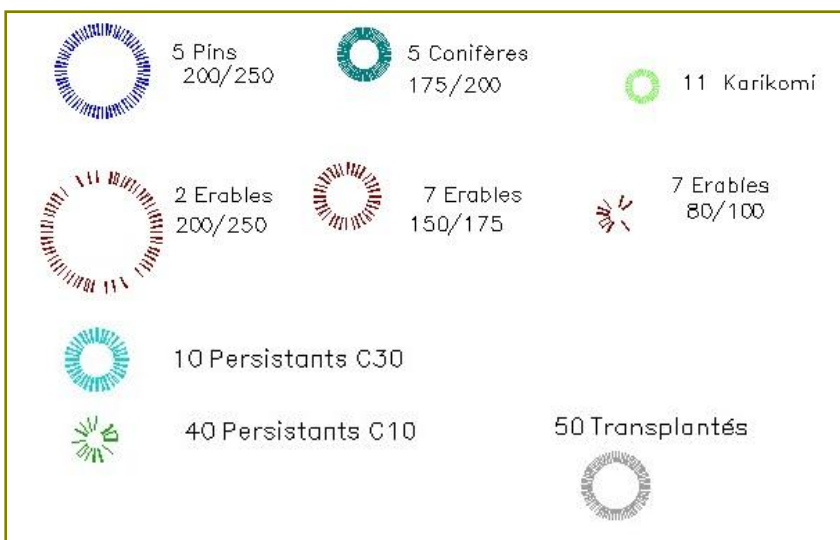 5 Pins
200/250
5 Conifères
175/200
11 Karikomi
2 Erables
200/250
7 Erables
150/175
7 Erables
80/100
10 Persistants C30
40 Persistants C10
50 Transplantés